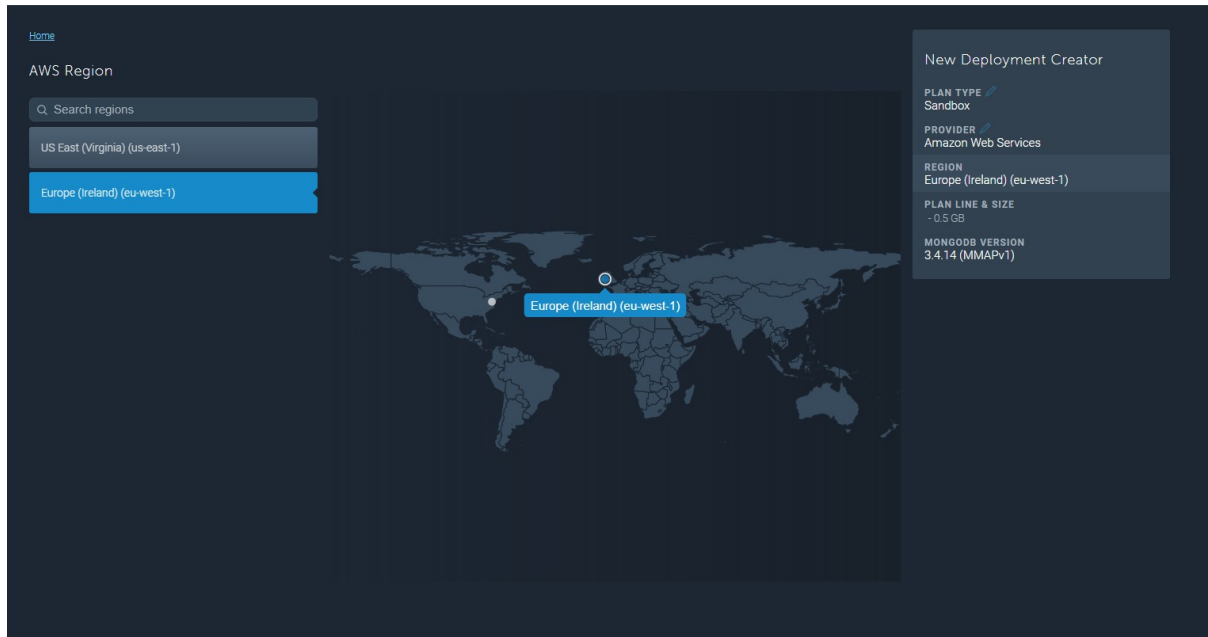 Home
AWS Region
Search regions
US East (Virginia) (us-east-1)
Europe (Ireland) (eu-west-1)
Europe (Ireland) (eu-west-1)
New Deployment Creator
PLAN TYPE
Sandbox
PROVIDER
Amazon Web Services
REGION
Europe (Ireland) (eu-west-1)
PLAN LINE & SIZE
- 0.5 GB
MONGODB VERSION
3.4.14 (MMAPv1)